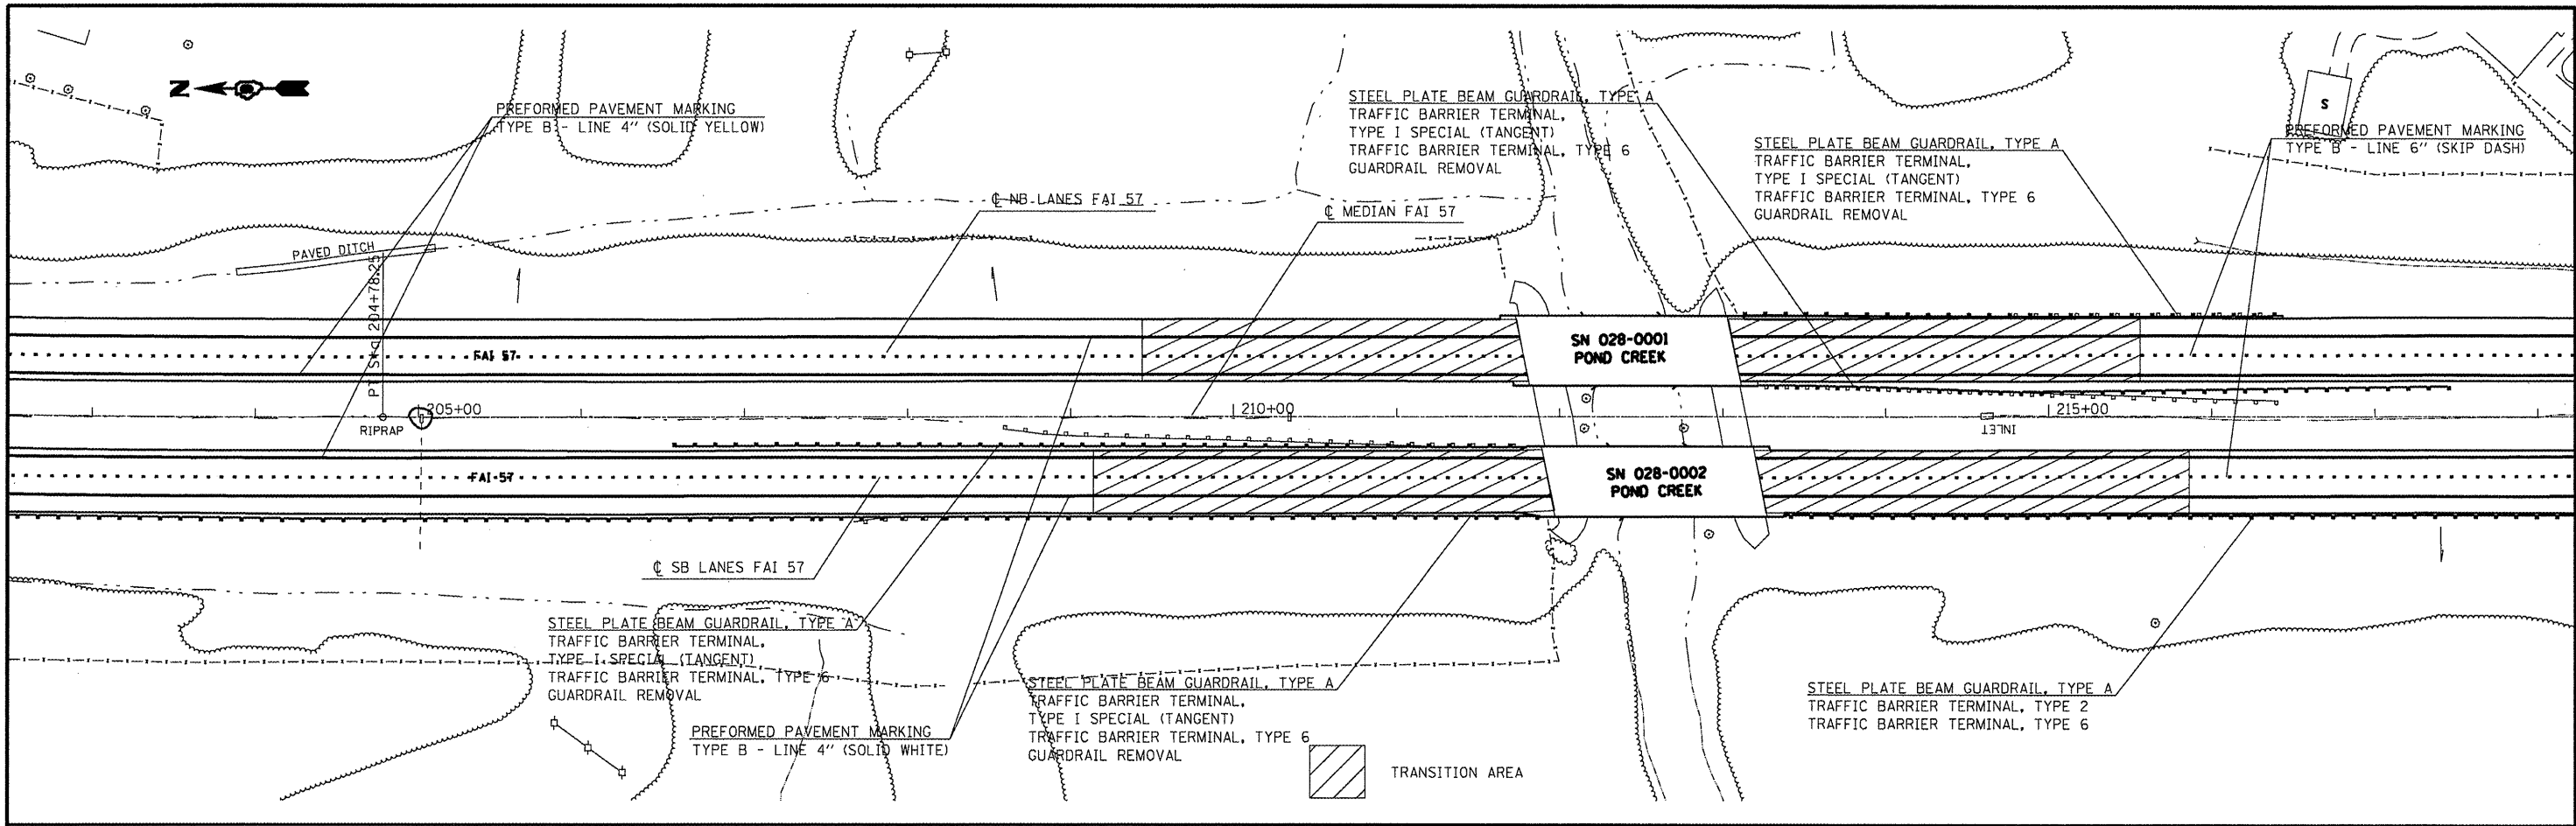 N
PREFORMED PAVEMENT MARKING
TYPE B - LINE 4" (SOLID YELLOW)
STEEL PLATE BEAM GUARDRAIL, TYPE A
TRAFFIC BARRIER TERMINAL,
TYPE I SPECIAL (TANGENT)
TRAFFIC BARRIER TERMINAL, TYPE 6
GUARDRAIL REMOVAL
STEEL PLATE BEAM GUARDRAIL, TYPE A
TRAFFIC BARRIER TERMINAL,
TYPE I SPECIAL (TANGENT)
TRAFFIC BARRIER TERMINAL, TYPE 6
GUARDRAIL REMOVAL
S
PREFORMED PAVEMENT MARKING
TYPE B - LINE 6" (SKIP DASH)
℄ NB LANES FAI 57
℄ MEDIAN FAI 57
PAVED DITCH
PT Sta 204+78.25
FAI 57
SN 028-0001
POND CREEK
205+00
210+00
215+00
RIPRAP
INLET
FAI 57
SN 028-0002
POND CREEK
℄ SB LANES FAI 57
STEEL PLATE BEAM GUARDRAIL, TYPE A
TRAFFIC BARRIER TERMINAL,
TYPE I SPECIAL (TANGENT)
TRAFFIC BARRIER TERMINAL, TYPE 6
GUARDRAIL REMOVAL
PREFORMED PAVEMENT MARKING
TYPE B - LINE 4" (SOLID WHITE)
STEEL PLATE BEAM GUARDRAIL, TYPE A
TRAFFIC BARRIER TERMINAL,
TYPE I SPECIAL (TANGENT)
TRAFFIC BARRIER TERMINAL, TYPE 6
GUARDRAIL REMOVAL
STEEL PLATE BEAM GUARDRAIL, TYPE A
TRAFFIC BARRIER TERMINAL, TYPE 2
TRAFFIC BARRIER TERMINAL, TYPE 6
TRANSITION AREA